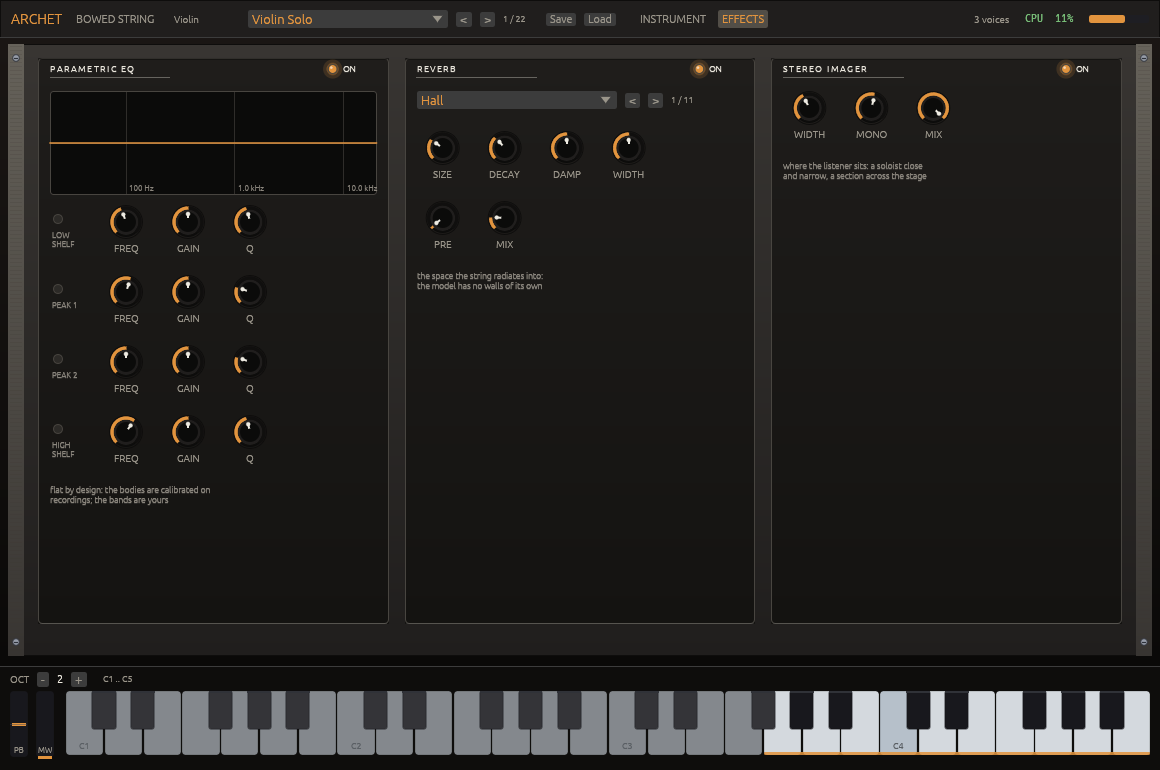 ARCHET BOWED STRING Violin Violin Solo < > 1 / 22 Save Load INSTRUMENT EFFECTS 3 voices CPU 11%
PARAMETRIC EQ ON
100 Hz 1.0 kHz 10.0 kHz
LOW
SHELF
FREQ GAIN Q
PEAK 1
FREQ GAIN Q
PEAK 2
FREQ GAIN Q
HIGH
SHELF
FREQ GAIN Q
flat by design: the bodies are calibrated on
recordings; the bands are yours
REVERB ON
Hall < > 1 / 11
SIZE DECAY DAMP WIDTH
PRE MIX
the space the string radiates into:
the model has no walls of its own
STEREO IMAGER ON
WIDTH MONO MIX
where the listener sits: a soloist close
and narrow, a section across the stage
OCT - 2 + C1 .. C5
PB MW C1 C2 C3 C4